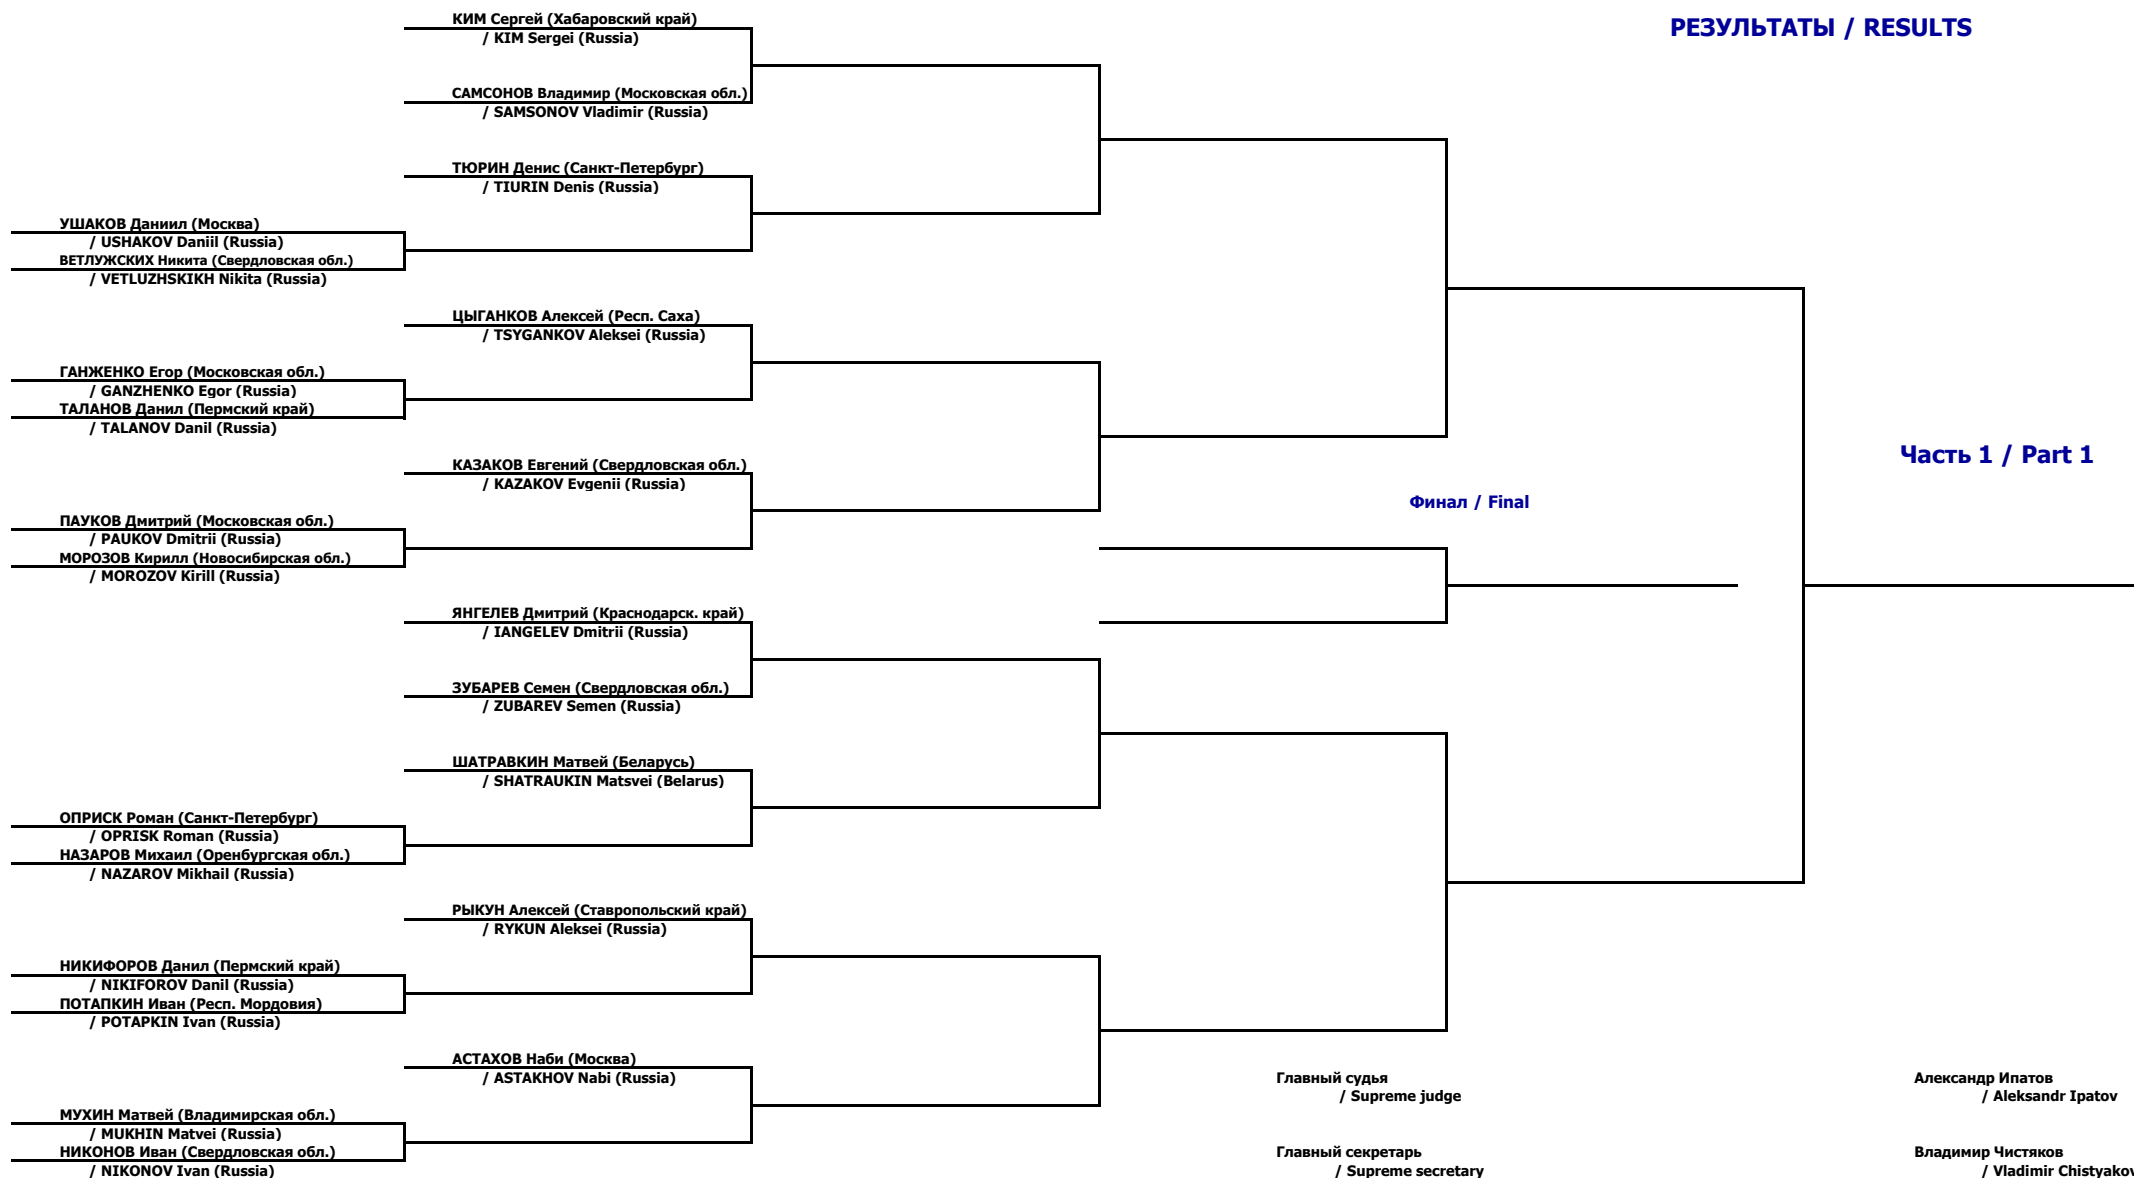 КИМ Сергей (Хабаровский край)
/ KIM Sergei (Russia)
РЕЗУЛЬТАТЫ / RESULTS
САМСОНОВ Владимир (Московская обл.)
/ SAMSONOV Vladimir (Russia)
ТЮРИН Денис (Санкт-Петербург)
/ TIURIN Denis (Russia)
УШАКОВ Даниил (Москва)
/ USHAKOV Daniil (Russia)
ВЕТЛУЖСКИХ Никита (Свердловская обл.)
/ VETLUZHSKIKH Nikita (Russia)
ЦЫГАНКОВ Алексей (Респ. Саха)
/ TSYGANKOV Aleksei (Russia)
ГАНЖЕНКО Егор (Московская обл.)
/ GANZHENKO Egor (Russia)
ТАЛАНОВ Данил (Пермский край)
/ TALANOV Danil (Russia)
Часть 1 / Part 1
КАЗАКОВ Евгений (Свердловская обл.)
/ KAZAKOV Evgenii (Russia)
Финал / Final
ПАУКОВ Дмитрий (Московская обл.)
/ PAUKOV Dmitrii (Russia)
МОРОЗОВ Кирилл (Новосибирская обл.)
/ MOROZOV Kirill (Russia)
ЯНГЕЛЕВ Дмитрий (Краснодарск. край)
/ IANGELEV Dmitrii (Russia)
ЗУБАРЕВ Семен (Свердловская обл.)
/ ZUBAREV Semen (Russia)
ШАТРАВКИН Матвей (Беларусь)
/ SHATRAUKIN Matsvei (Belarus)
ОПРИСК Роман (Санкт-Петербург)
/ OPRISK Roman (Russia)
НАЗАРОВ Михаил (Оренбургская обл.)
/ NAZAROV Mikhail (Russia)
РЫКУН Алексей (Ставропольский край)
/ RYKUN Aleksei (Russia)
НИКИФОРОВ Данил (Пермский край)
/ NIKIFOROV Danil (Russia)
ПОТАПКИН Иван (Респ. Мордовия)
/ POTAPKIN Ivan (Russia)
АСТАХОВ Наби (Москва)
/ ASTAKHOV Nabi (Russia)
Главный судья
/ Supreme judge
Александр Ипатов
/ Aleksandr Ipatov
МУХИН Матвей (Владимирская обл.)
/ MUKHIN Matvei (Russia)
НИКОНОВ Иван (Свердловская обл.)
/ NIKONOV Ivan (Russia)
Главный секретарь
/ Supreme secretary
Владимир Чистяков
/ Vladimir Chistyakov